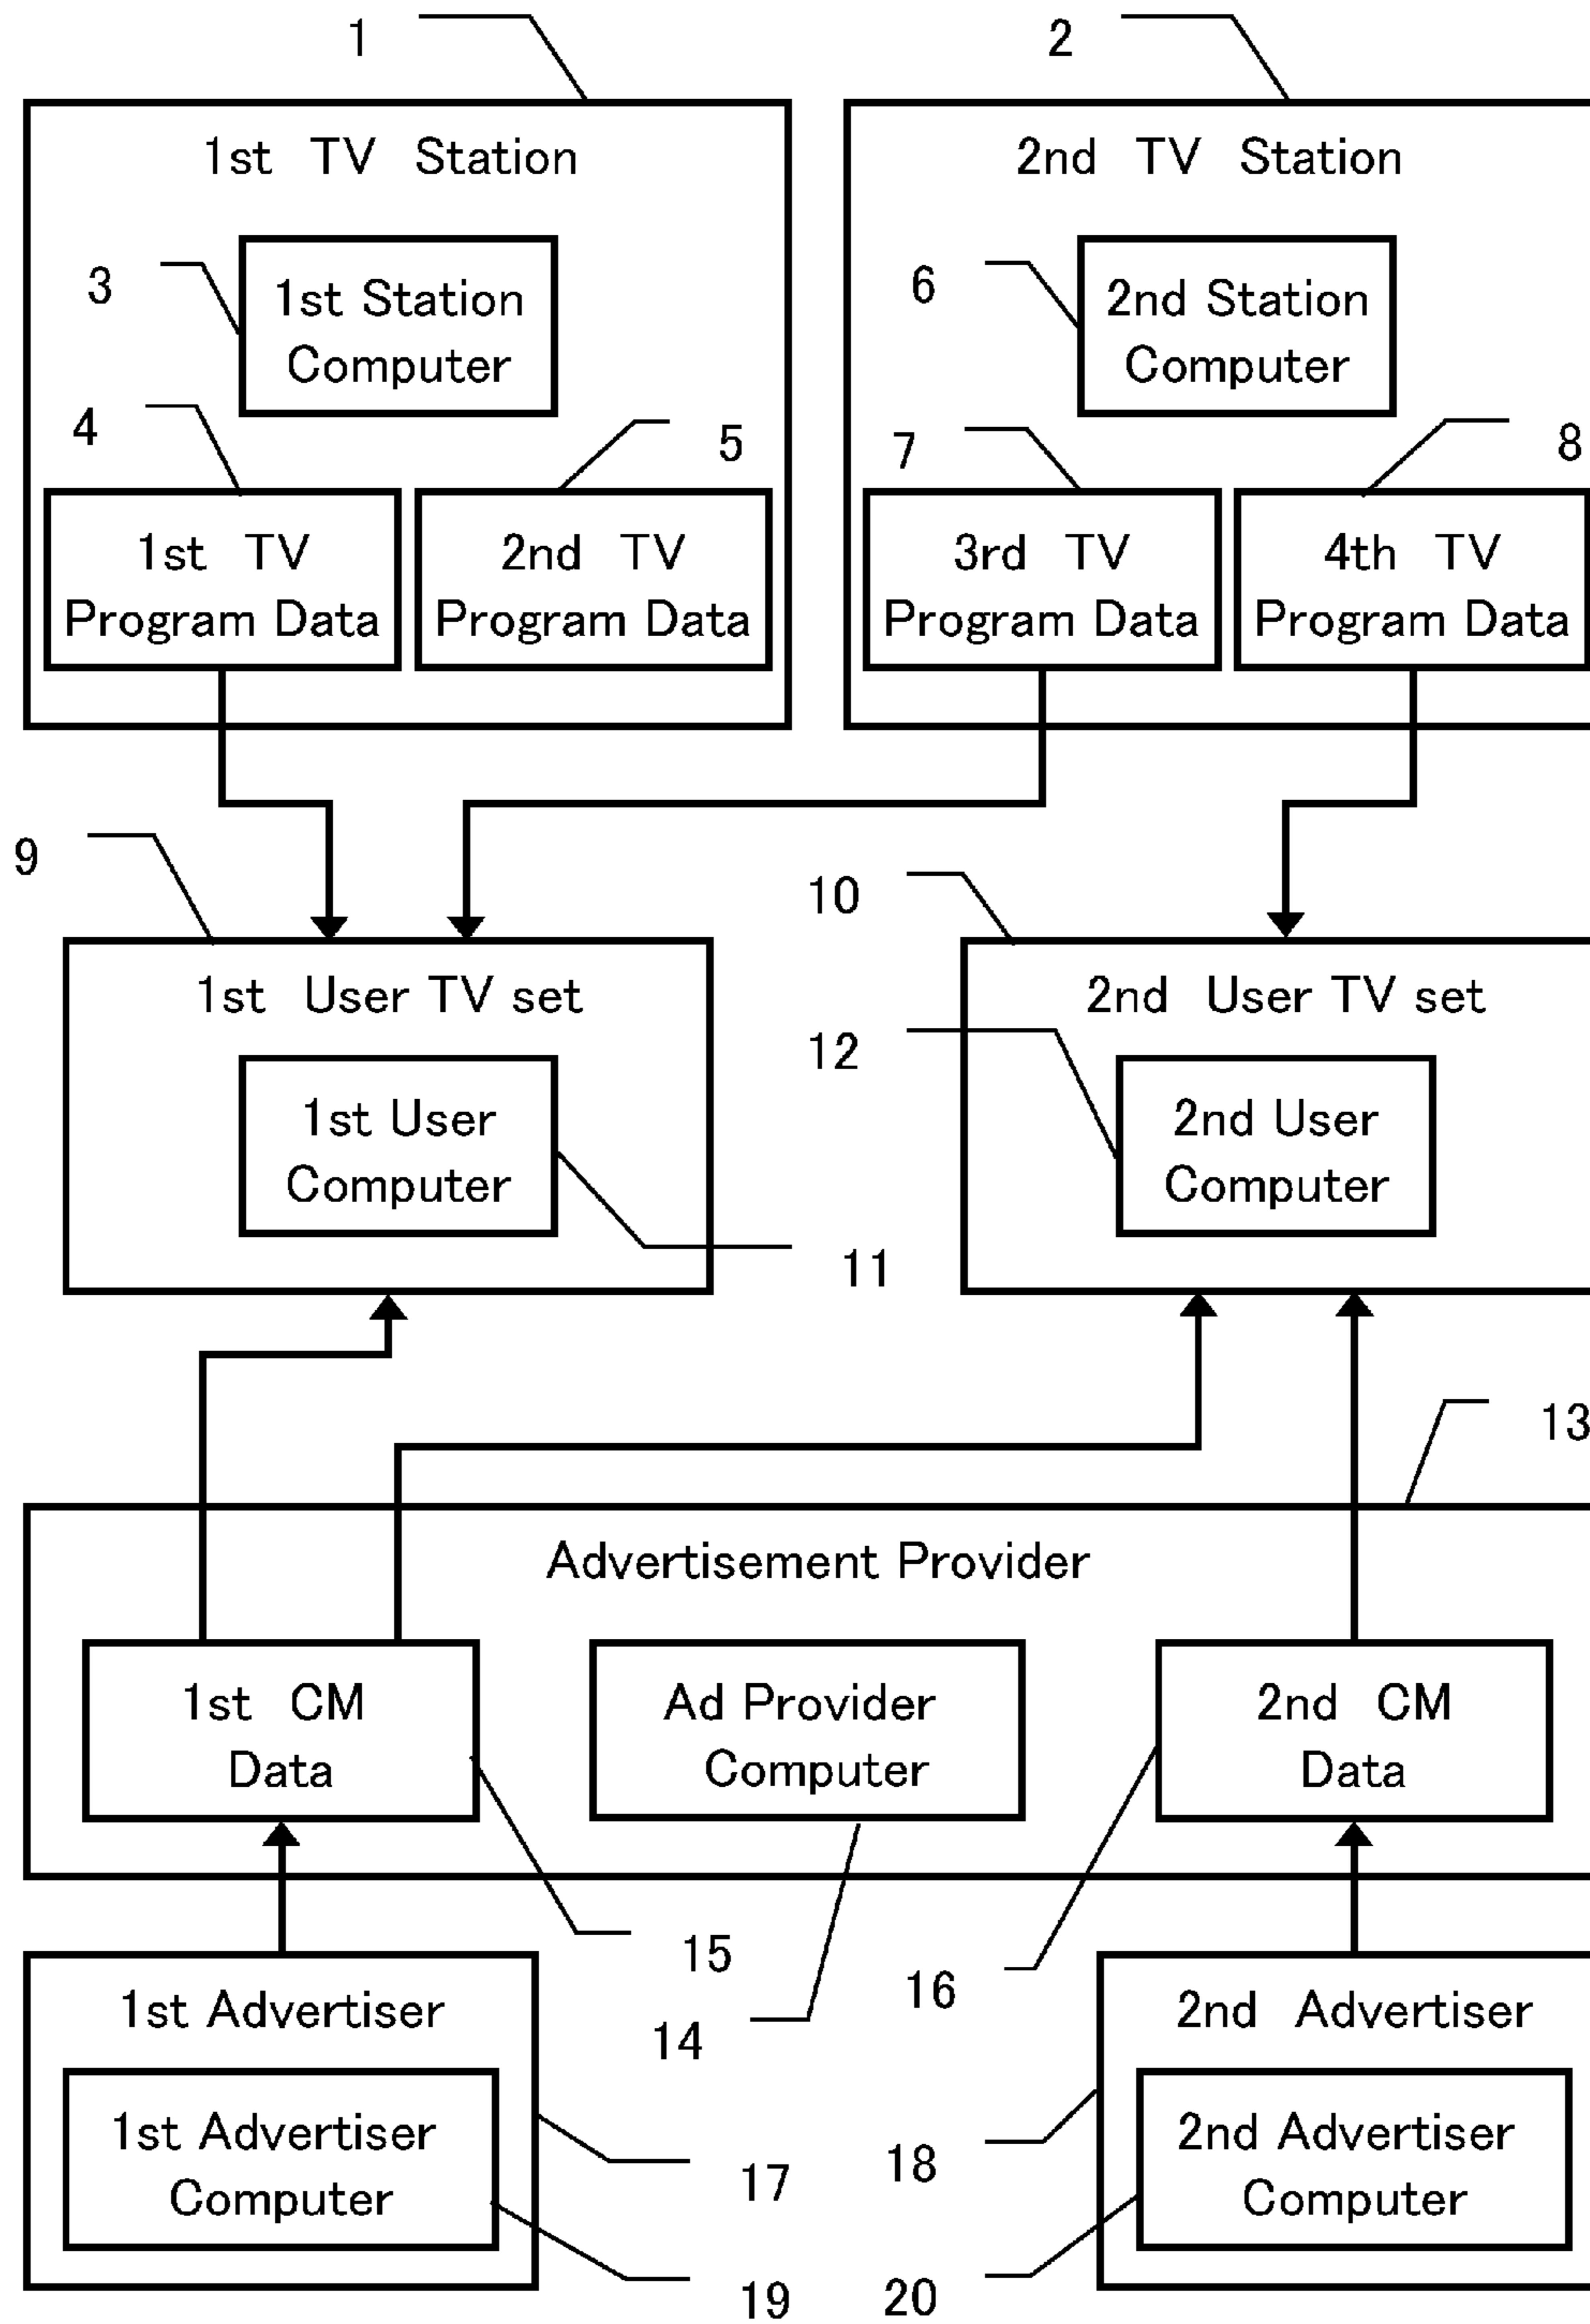 1
2
1st TV Station
2nd TV Station
3
1st Station
Computer
6
2nd Station
Computer
4
5
7
8
1st TV
Program Data
2nd TV
Program Data
3rd TV
Program Data
4th TV
Program Data
9
10
1st User TV set
2nd User TV set
12
1st User
Computer
2nd User
Computer
11
13
Advertisement Provider
1st CM
Data
Ad Provider
Computer
2nd CM
Data
15
16
14
1st Advertiser
2nd Advertiser
1st Advertiser
Computer
17
18
2nd Advertiser
Computer
19
20